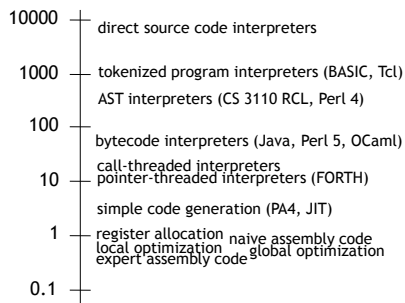 10000
direct source code interpreters
1000
tokenized program interpreters (BASIC, Tcl)
AST interpreters (CS 3110 RCL, Perl 4)
100
bytecode interpreters (Java, Perl 5, OCaml)
call-threaded interpreters
10
pointer-threaded interpreters (FORTH)
simple code generation (PA4, JIT)
1
register allocation
naive assembly code
local optimization
global optimization
expert assembly code
0.1